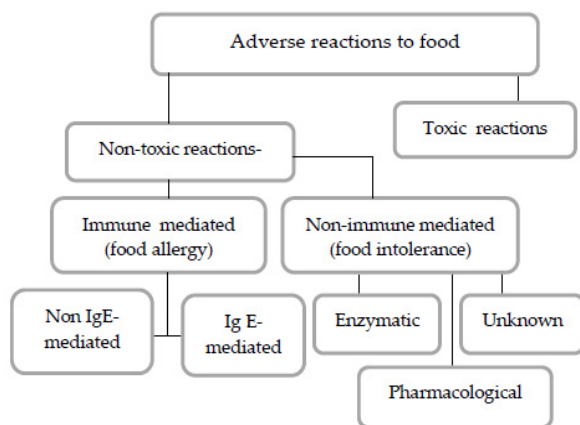 Adverse reactions to food
Toxic reactions
Non-toxic reactions-
Immune mediated
(food allergy)
Non-immune mediated
(food intolerance)
Non IgE-
mediated
Ig E-
mediated
Enzymatic
Unknown
Pharmacological